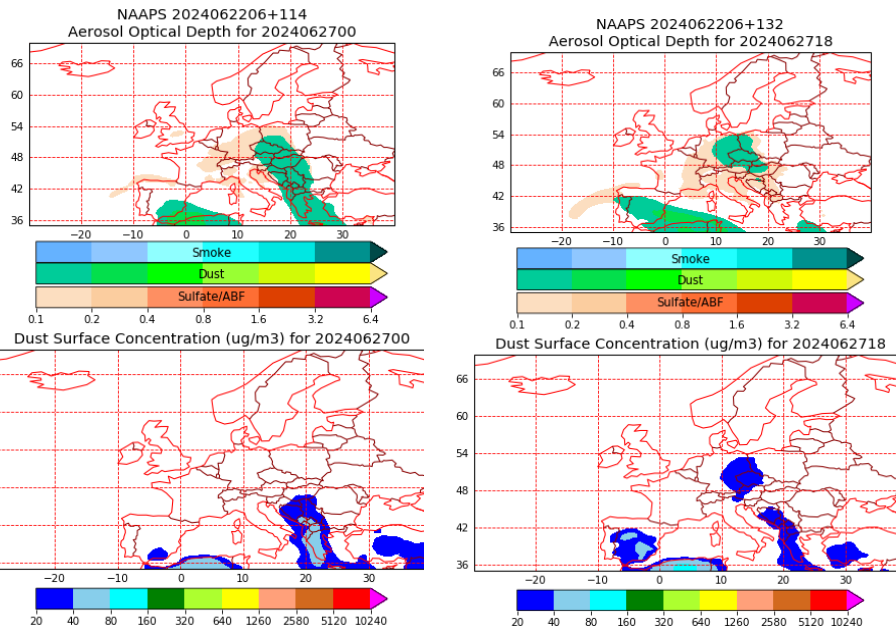 NAAPS 2024062206+114
Aerosol Optical Depth for 2024062700
66
60
54
48
42
36
−20 −10 0 10 20 30
Smoke
Dust
Sulfate/ABF
0.1 0.2 0.4 0.8 1.6 3.2 6.4
NAAPS 2024062206+132
Aerosol Optical Depth for 2024062718
66
60
54
48
42
36
−20 −10 0 10 20 30
Smoke
Dust
Sulfate/ABF
0.1 0.2 0.4 0.8 1.6 3.2 6.4
Dust Surface Concentration (ug/m3) for 2024062700
−20 −10 0 10 20 30
20 40 80 160 320 640 1260 2580 5120 10240
Dust Surface Concentration (ug/m3) for 2024062718
66
60
54
48
42
36
−20 −10 0 10 20 30
20 40 80 160 320 640 1260 2580 5120 10240